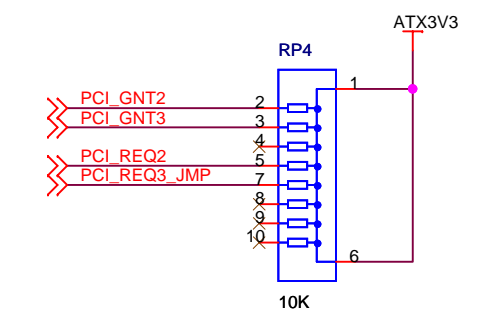 ATX3V3
RP4
1
PCI_GNT2 2
PCI_GNT3 3
4
PCI_REQ2 5
PCI_REQ3_JMP 7
8
9
10
6
10K